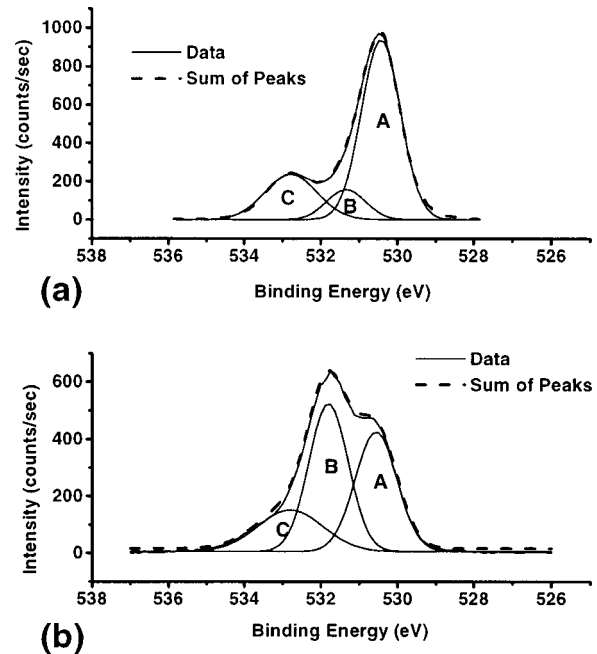 1000
800
600
400
200
0
Intensity (counts/sec)
Data
Sum of Peaks
A
B
C
538 536 534 532 530 528 526
Binding Energy (eV)
(a)
600
400
200
0
Intensity (counts/sec)
Data
Sum of Peaks
B
A
C
538 536 534 532 530 528 526
Binding Energy (eV)
(b)